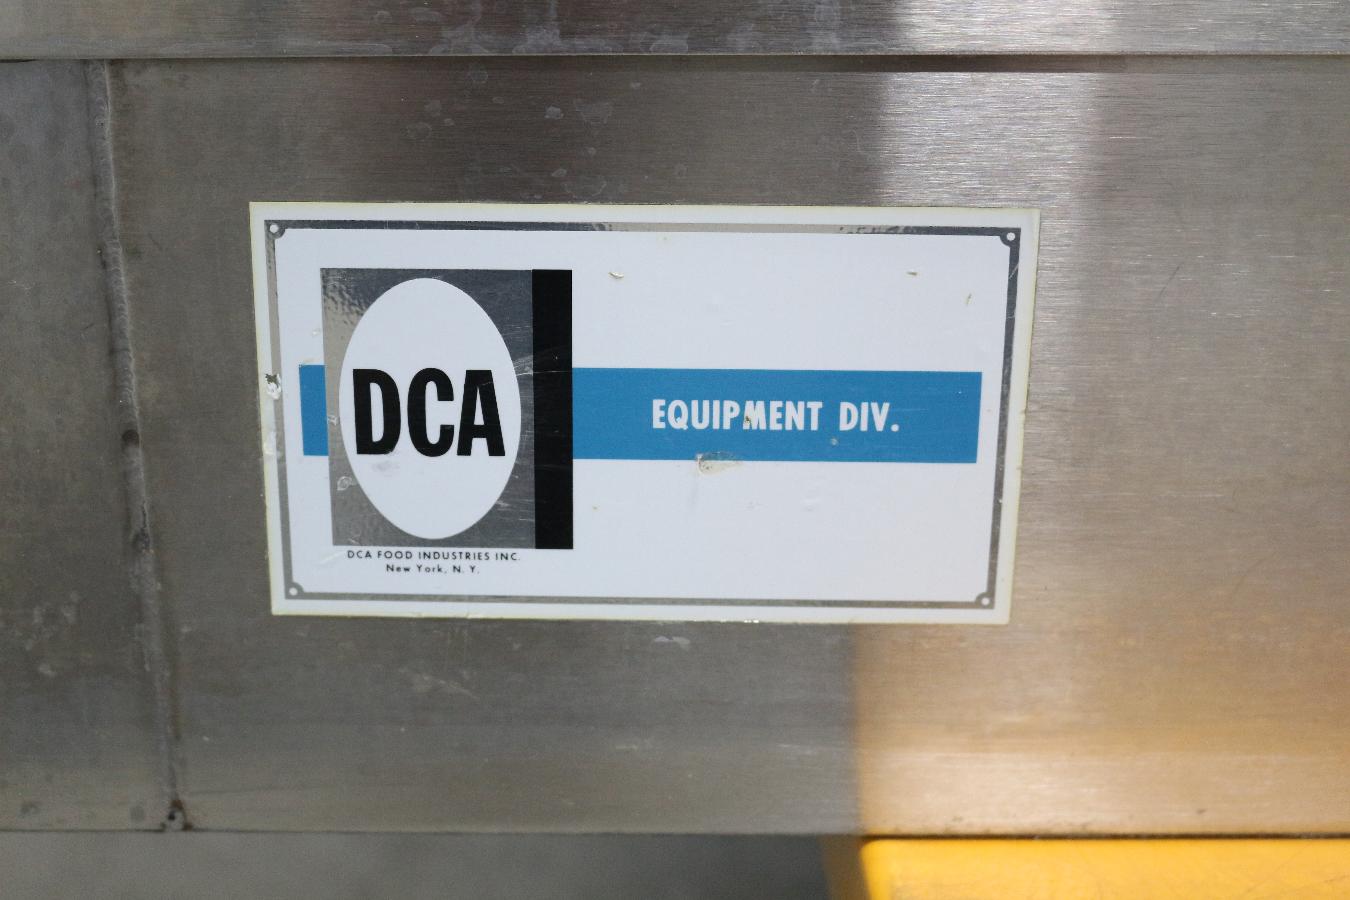 DCA
EQUIPMENT DIV.
DCA FOOD INDUSTRIES INC.
New York, N. Y.